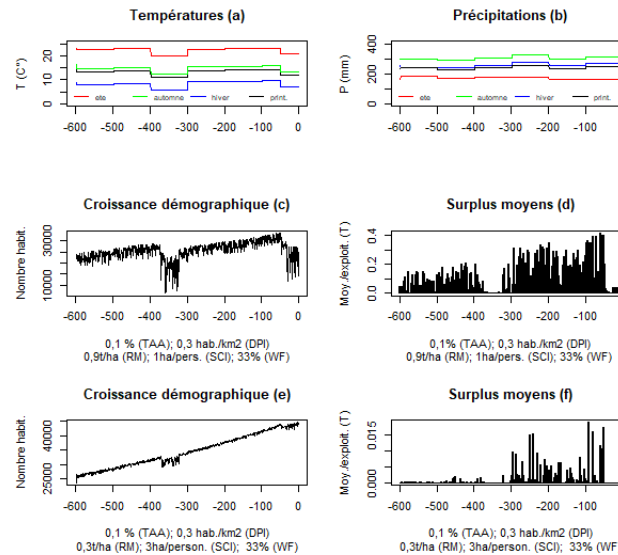 Températures (a)
Précipitations (b)
T (C°)
0 10 20
ete automne hiver print.
-600 -500 -400 -300 -200 -100 0
P (mm)
0 200 400
ete automne hiver print.
-600 -500 -400 -300 -200 -100
Croissance démographique (c)
Surplus moyens (d)
Nombre habit.
10000 30000
-600 -500 -400 -300 -200 -100 0
0,1 % (TAA); 0,3 hab./km2 (DPI)
0,9t/ha (RM); 1ha/pers. (SCI); 33% (WF)
Moy./exploit. (T)
0.0 0.2 0.4
-600 -500 -400 -300 -200 -100 0
0,1 % (TAA); 0,3 hab./km2 (DPI)
0,9t/ha (RM); 1ha/pers. (SCI); 33% (WF)
Croissance démographique (e)
Surplus moyens (f)
Nombre habit.
25000 40000
-600 -500 -400 -300 -200 -100 0
0,1 % (TAA); 0,3 hab./km2 (DPI)
0,3t/ha (RM); 3ha/person. (SCI); 33% (WF)
Moy./exploit. (T)
0.000 0.015
-600 -500 -400 -300 -200 -100 0
0,1 % (TAA); 0,3 hab./km2 (DPI)
0,3t/ha (RM); 3ha/person. (SCI); 33% (WF)